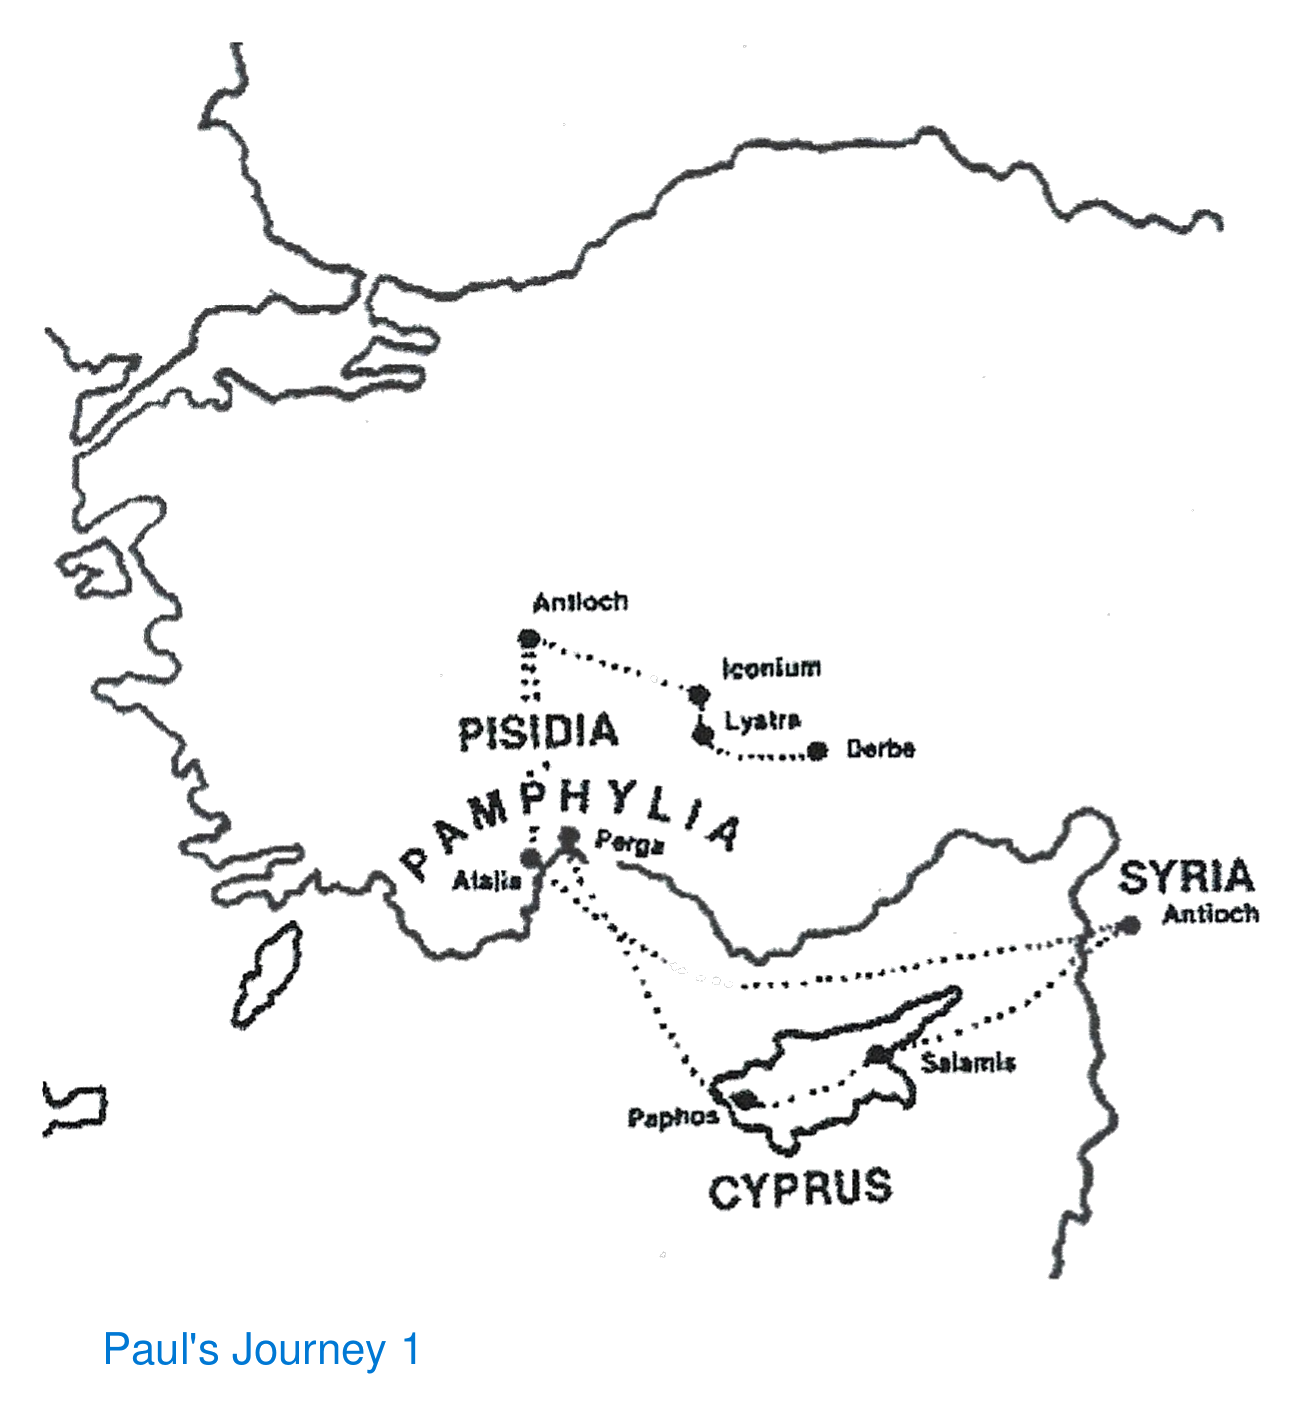 Antioch
Iconium
PISIDIA
Lystra
Derbe
PAMPHYLIA
Perga
Atalia
SYRIA
Antioch
Salamis
Paphos
CYPRUS
Paul's Journey 1